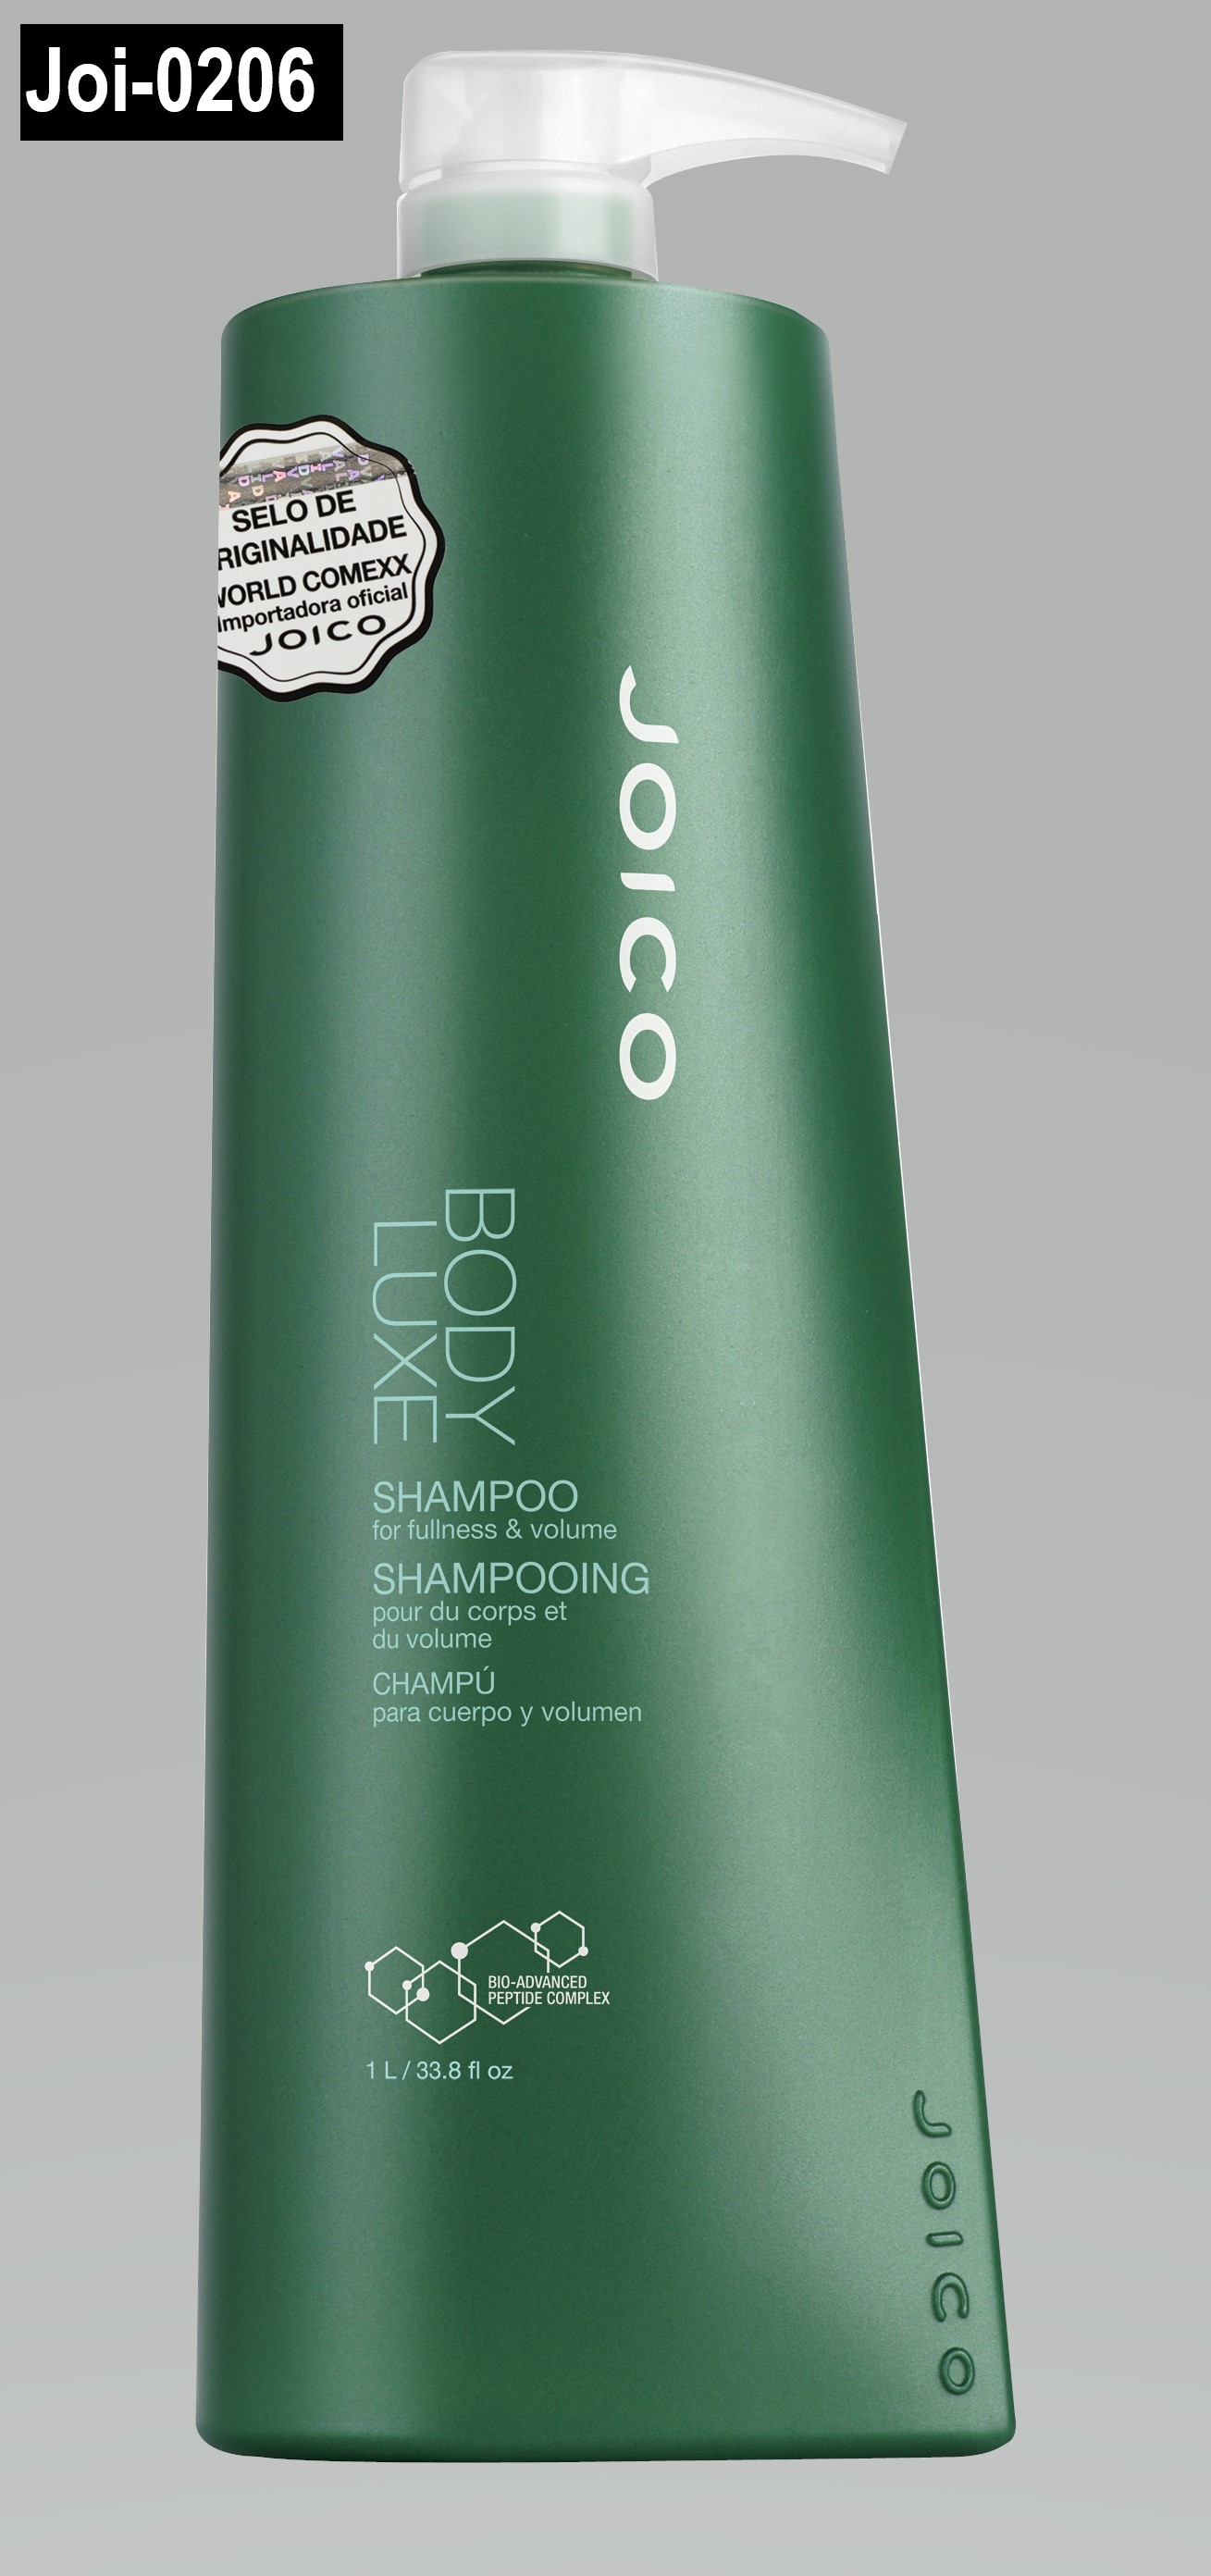 Joi-0206
SELO DE
RIGINALIDADE
WORLD COMEXX
Importadora oficial
JOICO
JOICO
BODY
LUXE
SHAMPOO
for fullness & volume
SHAMPOOING
pour du corps et
du volume
CHAMPÚ
para cuerpo y volumen
BIO-ADVANCED
PEPTIDE COMPLEX
1 L / 33.8 fl oz
JOICO